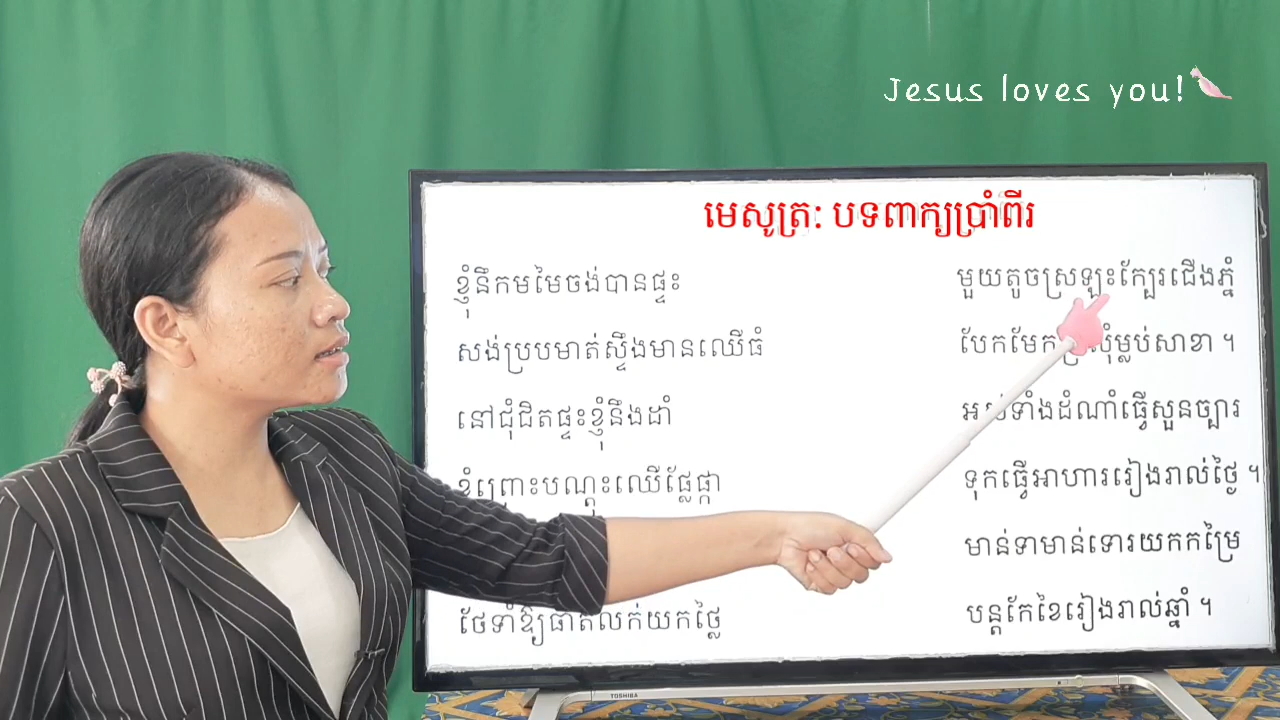 Jesus loves you!
មេសូត្រ: បទពាក្យប្រាំពីរ
ខ្ញុំនឹកមមៃចង់បានផ្ទះ មួយតូចស្រឡះក្បែរជើងភ្នំ
សង់ប្របមាត់ស្ទឹងមានឈើធំ បែកមែក ម្លប់សាខា ។
នៅជុំជិតផ្ទះខ្ញុំនឹងដាំ ទាំងដំណាំធ្វើសួនច្បារ
បណ្ដុះឈើផ្លែផ្កា ទុកធ្វើអាហាររៀងរាល់ថ្ងៃ ។
មាន់ទាមាន់ទោរយកកម្រៃ
ថែទាំឱ្យ លក់យកថ្លៃ បន្តកែខៃរៀងរាល់ឆ្នាំ ។
TOSHIBA